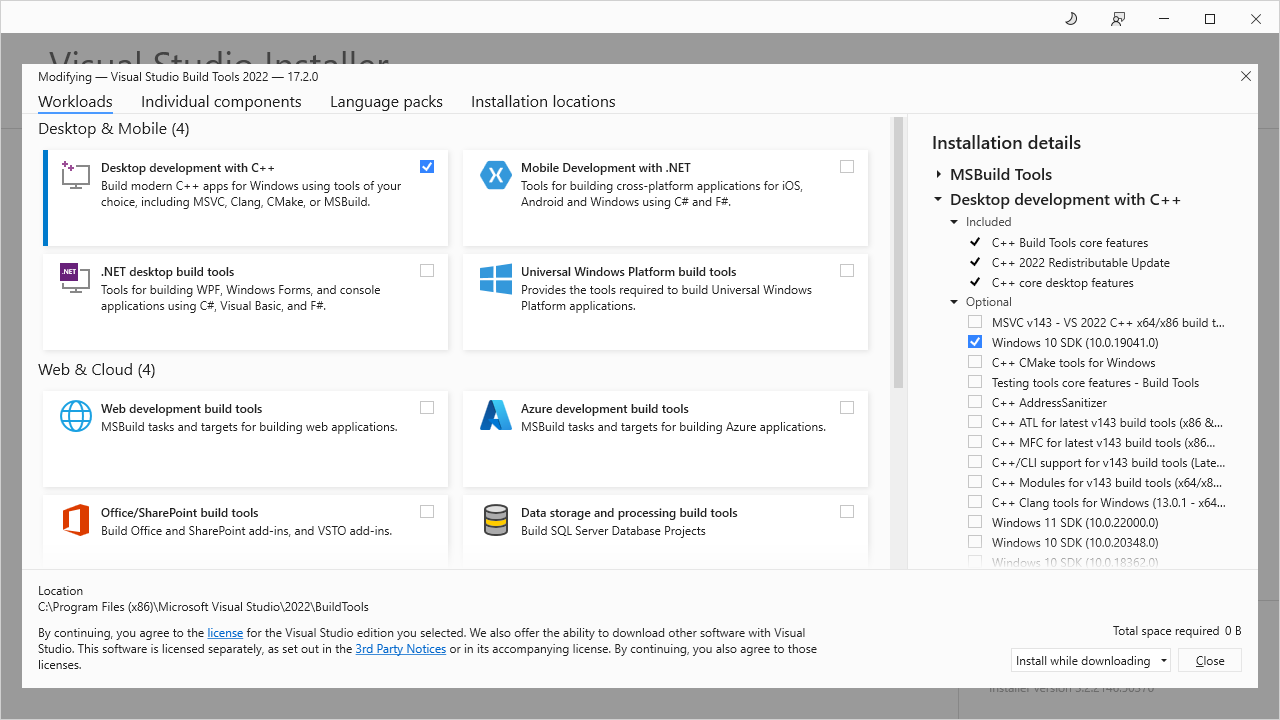 Visual Studio Installer
Modifying — Visual Studio Build Tools 2022 — 17.2.0
Workloads
Individual components
Language packs
Installation locations
Desktop & Mobile (4)
Desktop development with C++
Build modern C++ apps for Windows using tools of your
choice, including MSVC, Clang, CMake, or MSBuild.
Mobile Development with .NET
Tools for building cross-platform applications for iOS,
Android and Windows using C# and F#.
.NET
.NET desktop build tools
Tools for building WPF, Windows Forms, and console
applications using C#, Visual Basic, and F#.
Universal Windows Platform build tools
Provides the tools required to build Universal Windows
Platform applications.
Web & Cloud (4)
Web development build tools
MSBuild tasks and targets for building web applications.
Azure development build tools
MSBuild tasks and targets for building Azure applications.
Office/SharePoint build tools
Build Office and SharePoint add-ins, and VSTO add-ins.
Data storage and processing build tools
Build SQL Server Database Projects
Installation details
MSBuild Tools
Desktop development with C++
Included
C++ Build Tools core features
C++ 2022 Redistributable Update
C++ core desktop features
Optional
MSVC v143 - VS 2022 C++ x64/x86 build t...
Windows 10 SDK (10.0.19041.0)
C++ CMake tools for Windows
Testing tools core features - Build Tools
C++ AddressSanitizer
C++ ATL for latest v143 build tools (x86 &...
C++ MFC for latest v143 build tools (x86...
C++/CLI support for v143 build tools (Late...
C++ Modules for v143 build tools (x64/x8...
C++ Clang tools for Windows (13.0.1 - x64...
Windows 11 SDK (10.0.22000.0)
Windows 10 SDK (10.0.20348.0)
Windows 10 SDK (10.0.18362.0)
Location
C:\Program Files (x86)\Microsoft Visual Studio\2022\BuildTools
By continuing, you agree to the license for the Visual Studio edition you selected. We also offer the ability to download other software with Visual
Studio. This software is licensed separately, as set out in the 3rd Party Notices or in its accompanying license. By continuing, you also agree to those
licenses.
Total space required 0 B
Install while downloading
Close
Installer version